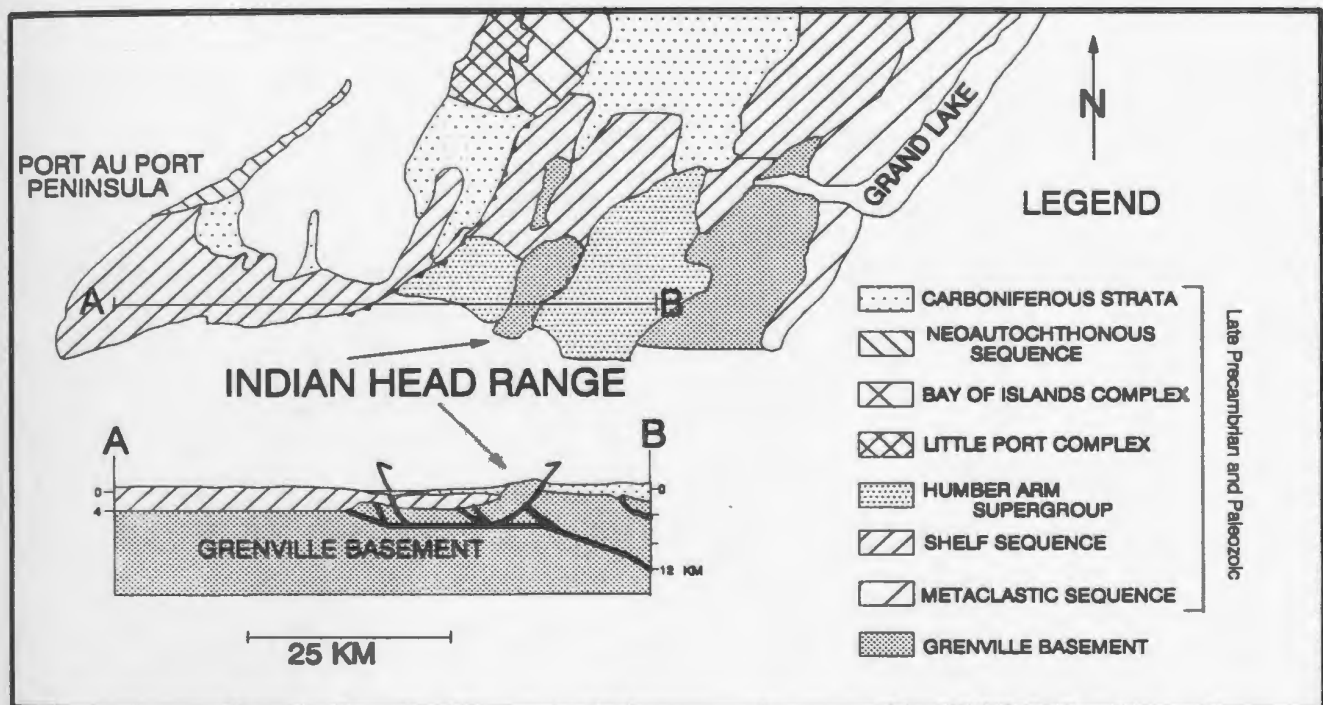 PORT AU PORT
PENINSULA
GRAND LAKE
N
A
B
INDIAN HEAD RANGE
A
B
0
4
0
12 KM
GRENVILLE BASEMENT
25 KM
LEGEND
CARBONIFEROUS STRATA
NEOAUTOCHTHONOUS
SEQUENCE
BAY OF ISLANDS COMPLEX
LITTLE PORT COMPLEX
HUMBER ARM
SUPERGROUP
SHELF SEQUENCE
METACLASTIC SEQUENCE
GRENVILLE BASEMENT
Late Precambrian and Paleozoic